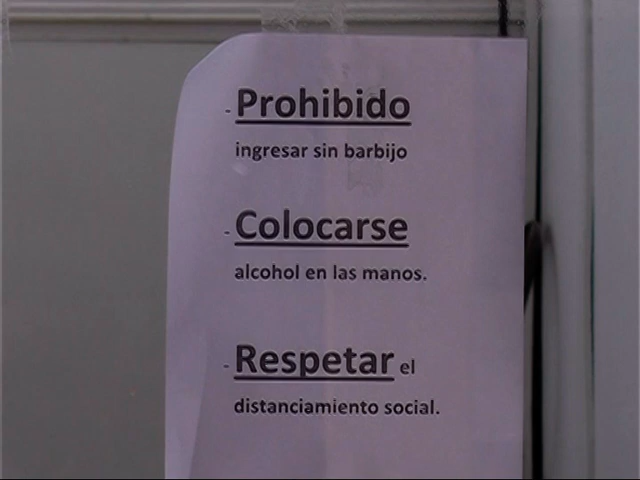 - Prohibido
ingresar sin barbijo
- Colocarse
alcohol en las manos.
- Respetar el
distanciamiento social.